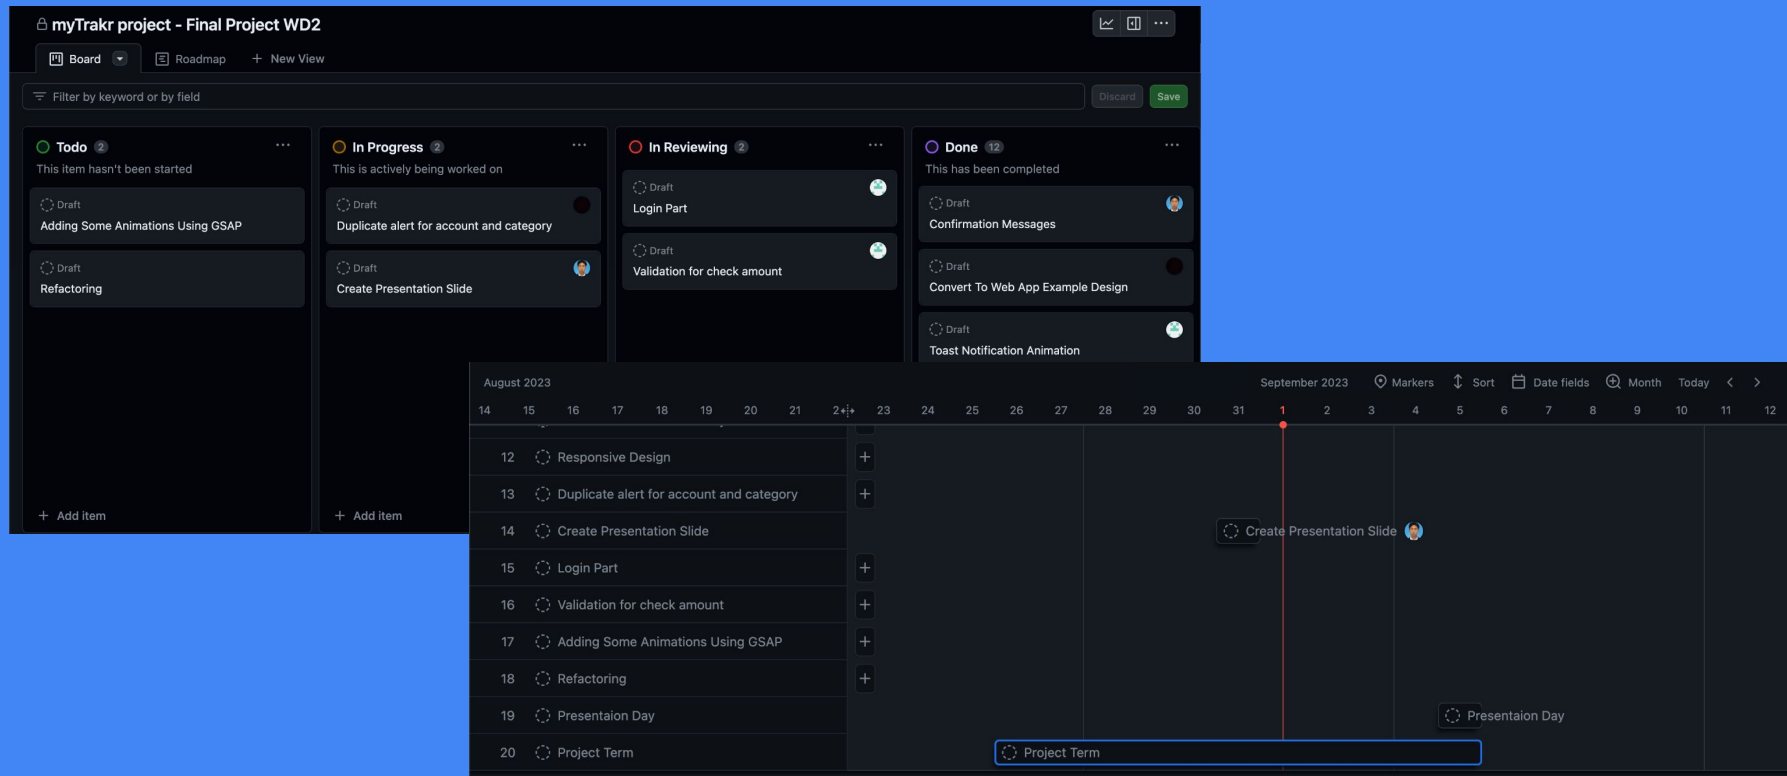 myTrakr project - Final Project WD2
Board
Roadmap
+ New View
Filter by keyword or by field
Discard
Save
Todo 2
This item hasn't been started
Draft
Adding Some Animations Using GSAP
Draft
Refactoring
+ Add item
In Progress 2
This is actively being worked on
Draft
Duplicate alert for account and category
Draft
Create Presentation Slide
+ Add item
In Reviewing 2
Draft
Login Part
Draft
Validation for check amount
Done 12
This has been completed
Draft
Confirmation Messages
Draft
Convert To Web App Example Design
Draft
Toast Notification Animation
August 2023
September 2023
Markers
Sort
Date fields
Month
Today
14 15 16 17 18 19 20 21 23 24 25 26 27 28 29 30 31 1 2 3 4 5 6 7 8 9 10 11 12
12 Responsive Design
13 Duplicate alert for account and category
14 Create Presentation Slide
Create Presentation Slide
15 Login Part
16 Validation for check amount
17 Adding Some Animations Using GSAP
18 Refactoring
19 Presentaion Day
Presentaion Day
20 Project Term
Project Term